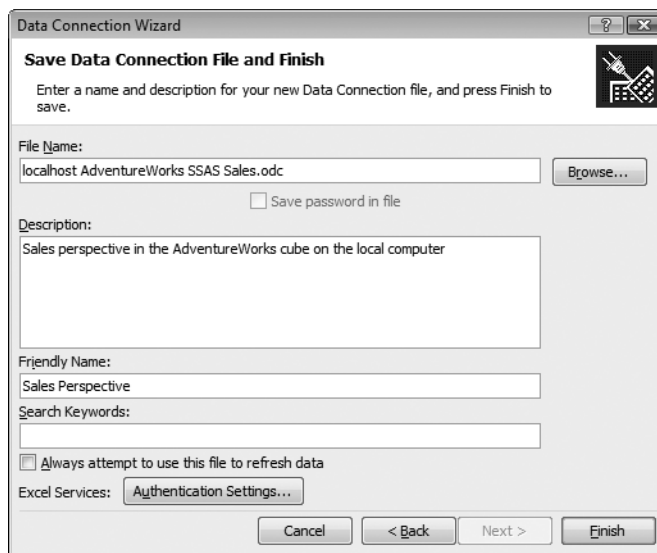 Data Connection Wizard
Save Data Connection File and Finish
Enter a name and description for your new Data Connection file, and press Finish to
save.
File Name:
localhost AdventureWorks SSAS Sales.odc
Browse...
Save password in file
Description:
Sales perspective in the AdventureWorks cube on the local computer
Friendly Name:
Sales Perspective
Search Keywords:
Always attempt to use this file to refresh data
Excel Services: Authentication Settings...
Cancel < Back Next > Finish